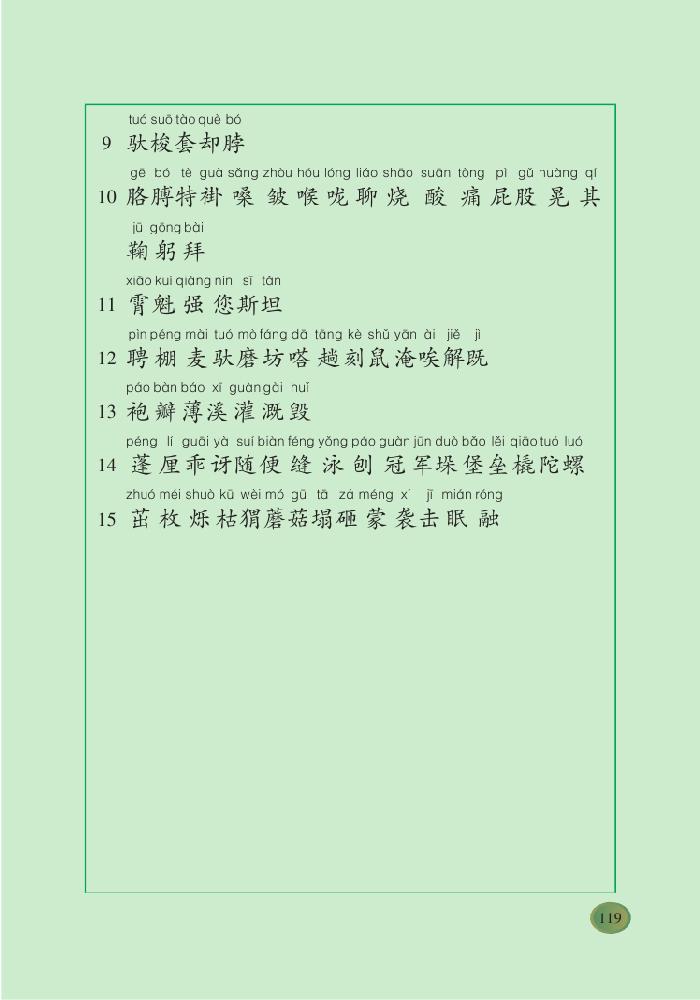 tuó suō tào què bó
9 驮梭套却脖
gē bó tè guà sǎng zhòu hóu lóng liáo shāo suān tòng pì gǔ huàng qí
10 胳膊特褂嗓皱喉咙聊烧酸痛屁股晃其
jū gōng bài
鞠躬拜
xiāo kuí qiáng nín sī tǎn
11 霄魁强您斯坦
pìn péng mài tuó mò fáng dā tāng kè shǔ yān ài jiě jì
12 聘棚麦驮磨坊嗒趟刻鼠淹唉解既
páo bàn báo xī guàn gài huǐ
13 袍瓣薄溪灌溉毁
péng lí guāi yà suí biàn féng yǒng páo guàn jūn duò bǎo lěi qiāo tuó luó
14 蓬厘乖讶随便缝泳刨冠军垛堡垒橇陀螺
zhuó méi shuò kū wèi mó gū tā zá méng xí jī mián róng
15 茁枚烁枯猬蘑菇塌砸蒙袭击眠融
119